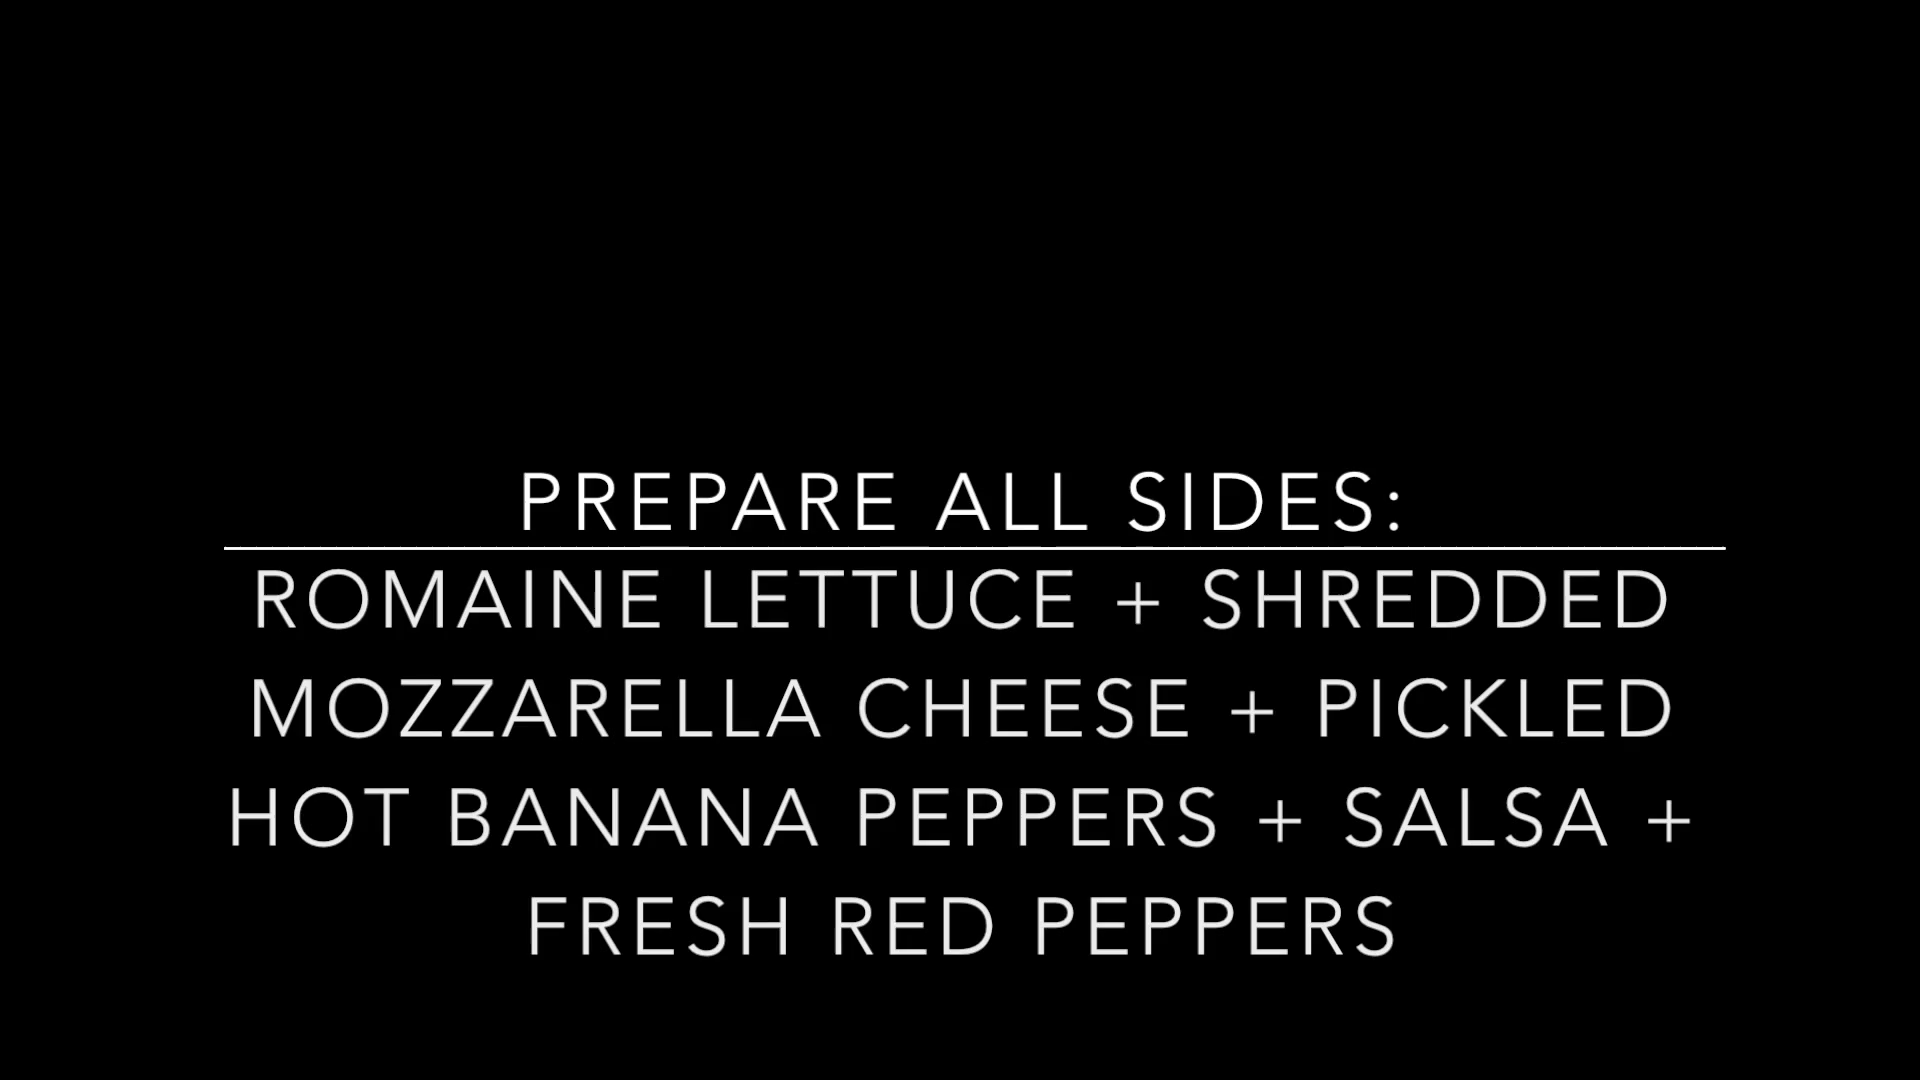 PREPARE ALL SIDES:
ROMAINE LETTUCE + SHREDDED
MOZZARELLA CHEESE + PICKLED
HOT BANANA PEPPERS + SALSA +
FRESH RED PEPPERS